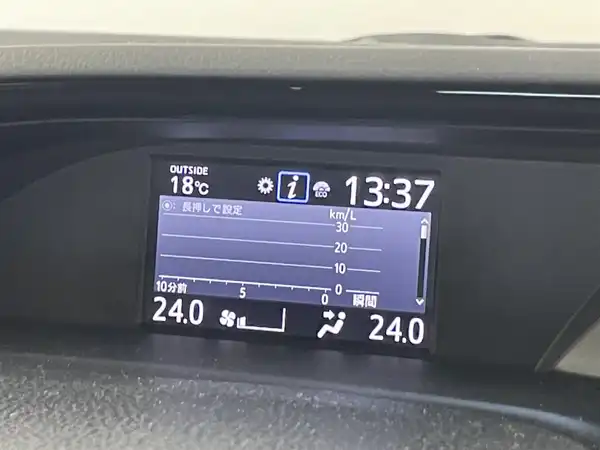 OUTSIDE
18℃ i ECO 13:37
◉: 長押しで設定
km/L
30
20
10
0
10分前 5 0 瞬間
24.0 24.0